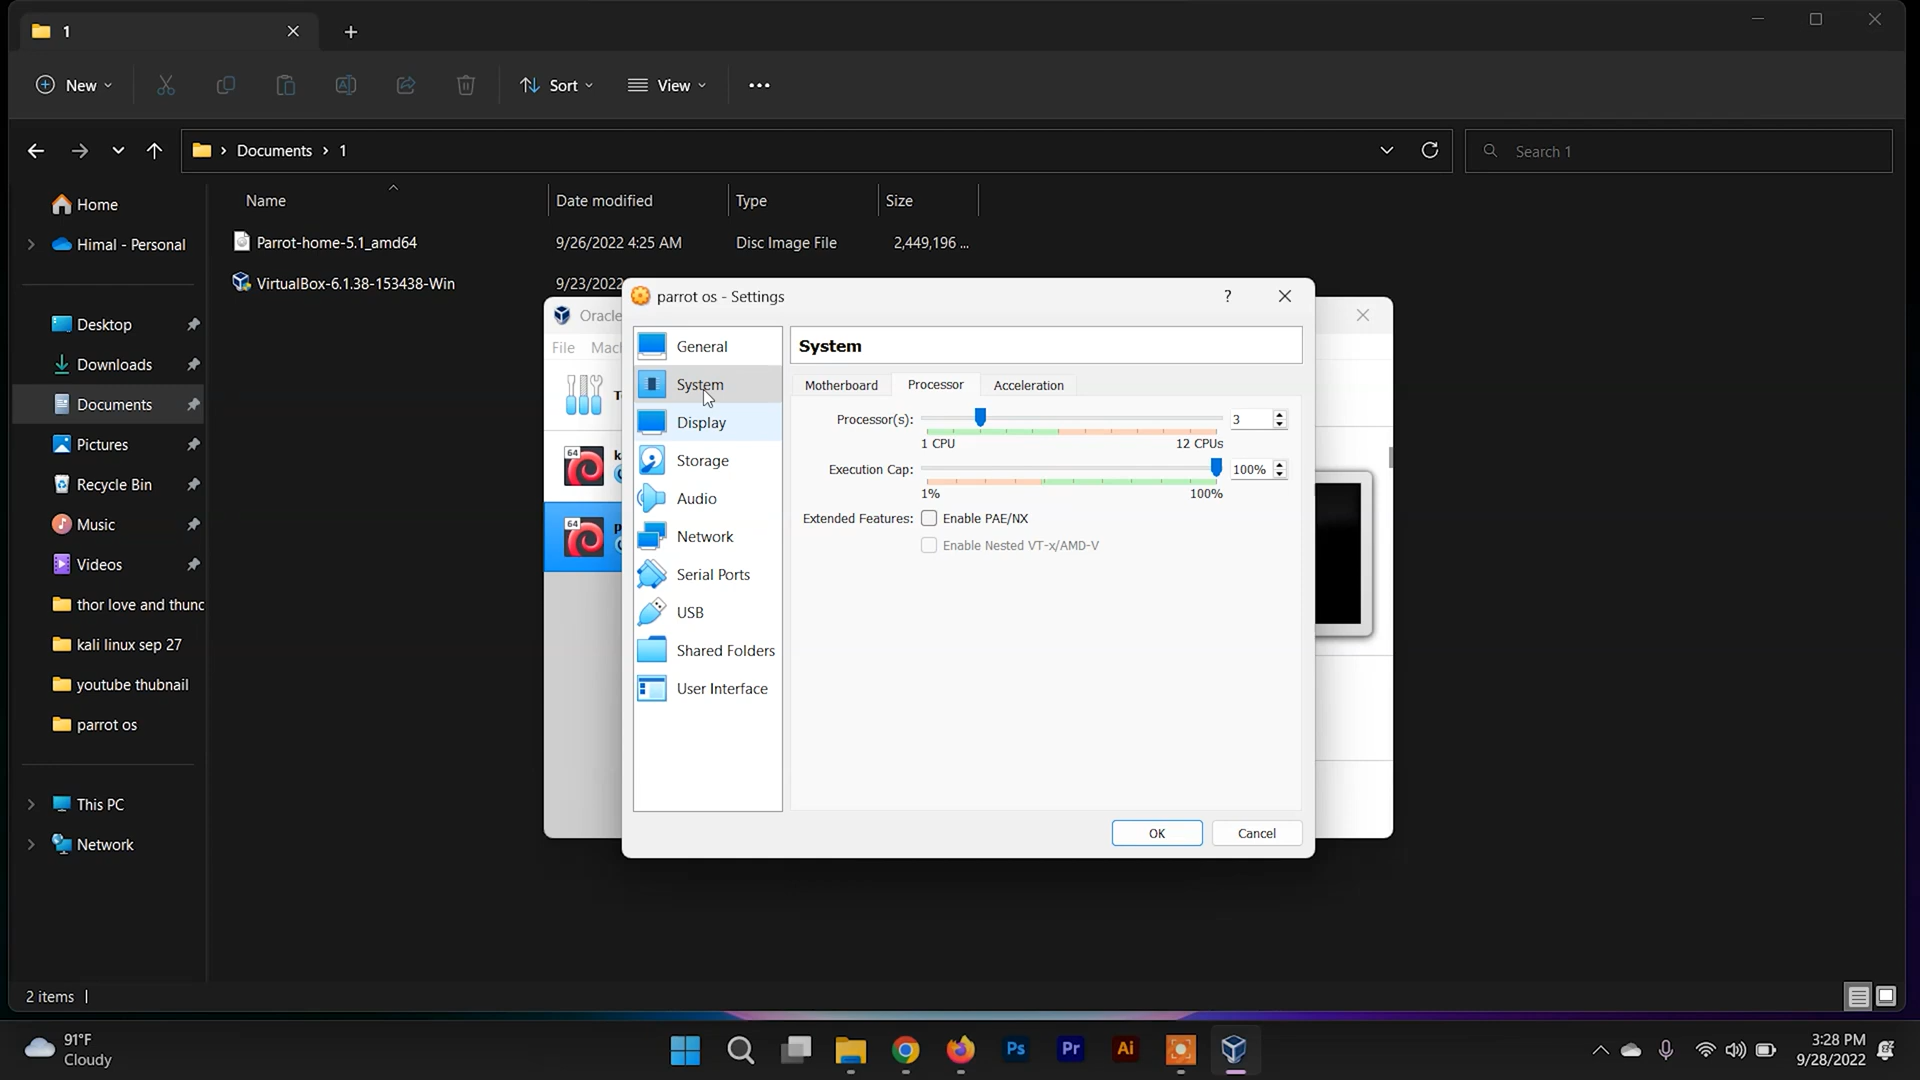 1
New
Sort
View
Documents > 1
Search 1
Home
Himal - Personal
Desktop
Downloads
Documents
Pictures
Recycle Bin
Music
Videos
thor love and thunc
kali linux sep 27
youtube thubnail
parrot os
This PC
Network
Name Date modified Type Size
Parrot-home-5.1_amd64 9/26/2022 4:25 AM Disc Image File 2,449,196 ...
VirtualBox-6.1.38-153438-Win 9/23/2022
Oracle
File Mac
64
64
parrot os - Settings
?
General
System
Display
Storage
Audio
Network
Serial Ports
USB
Shared Folders
User Interface
System
Motherboard Processor Acceleration
Processor(s): 3
1 CPU 12 CPUs
Execution Cap: 100%
1% 100%
Extended Features: Enable PAE/NX
Enable Nested VT-x/AMD-V
OK Cancel
2 items
91°F
Cloudy
Ps Pr Ai
3:28 PM
9/28/2022